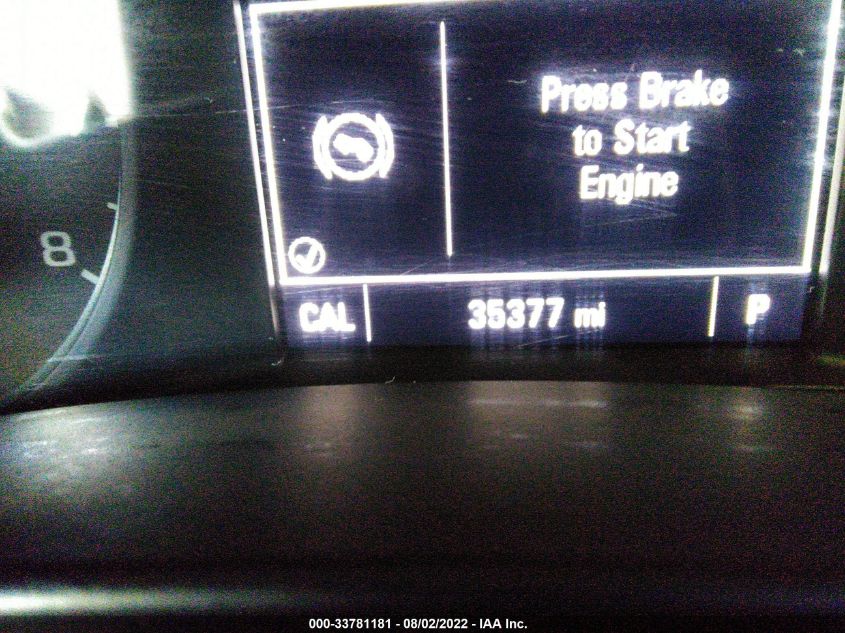 Press Brake
to Start
Engine
8
CAL 35377 mi P
000-33781181 - 08/02/2022 - IAA Inc.